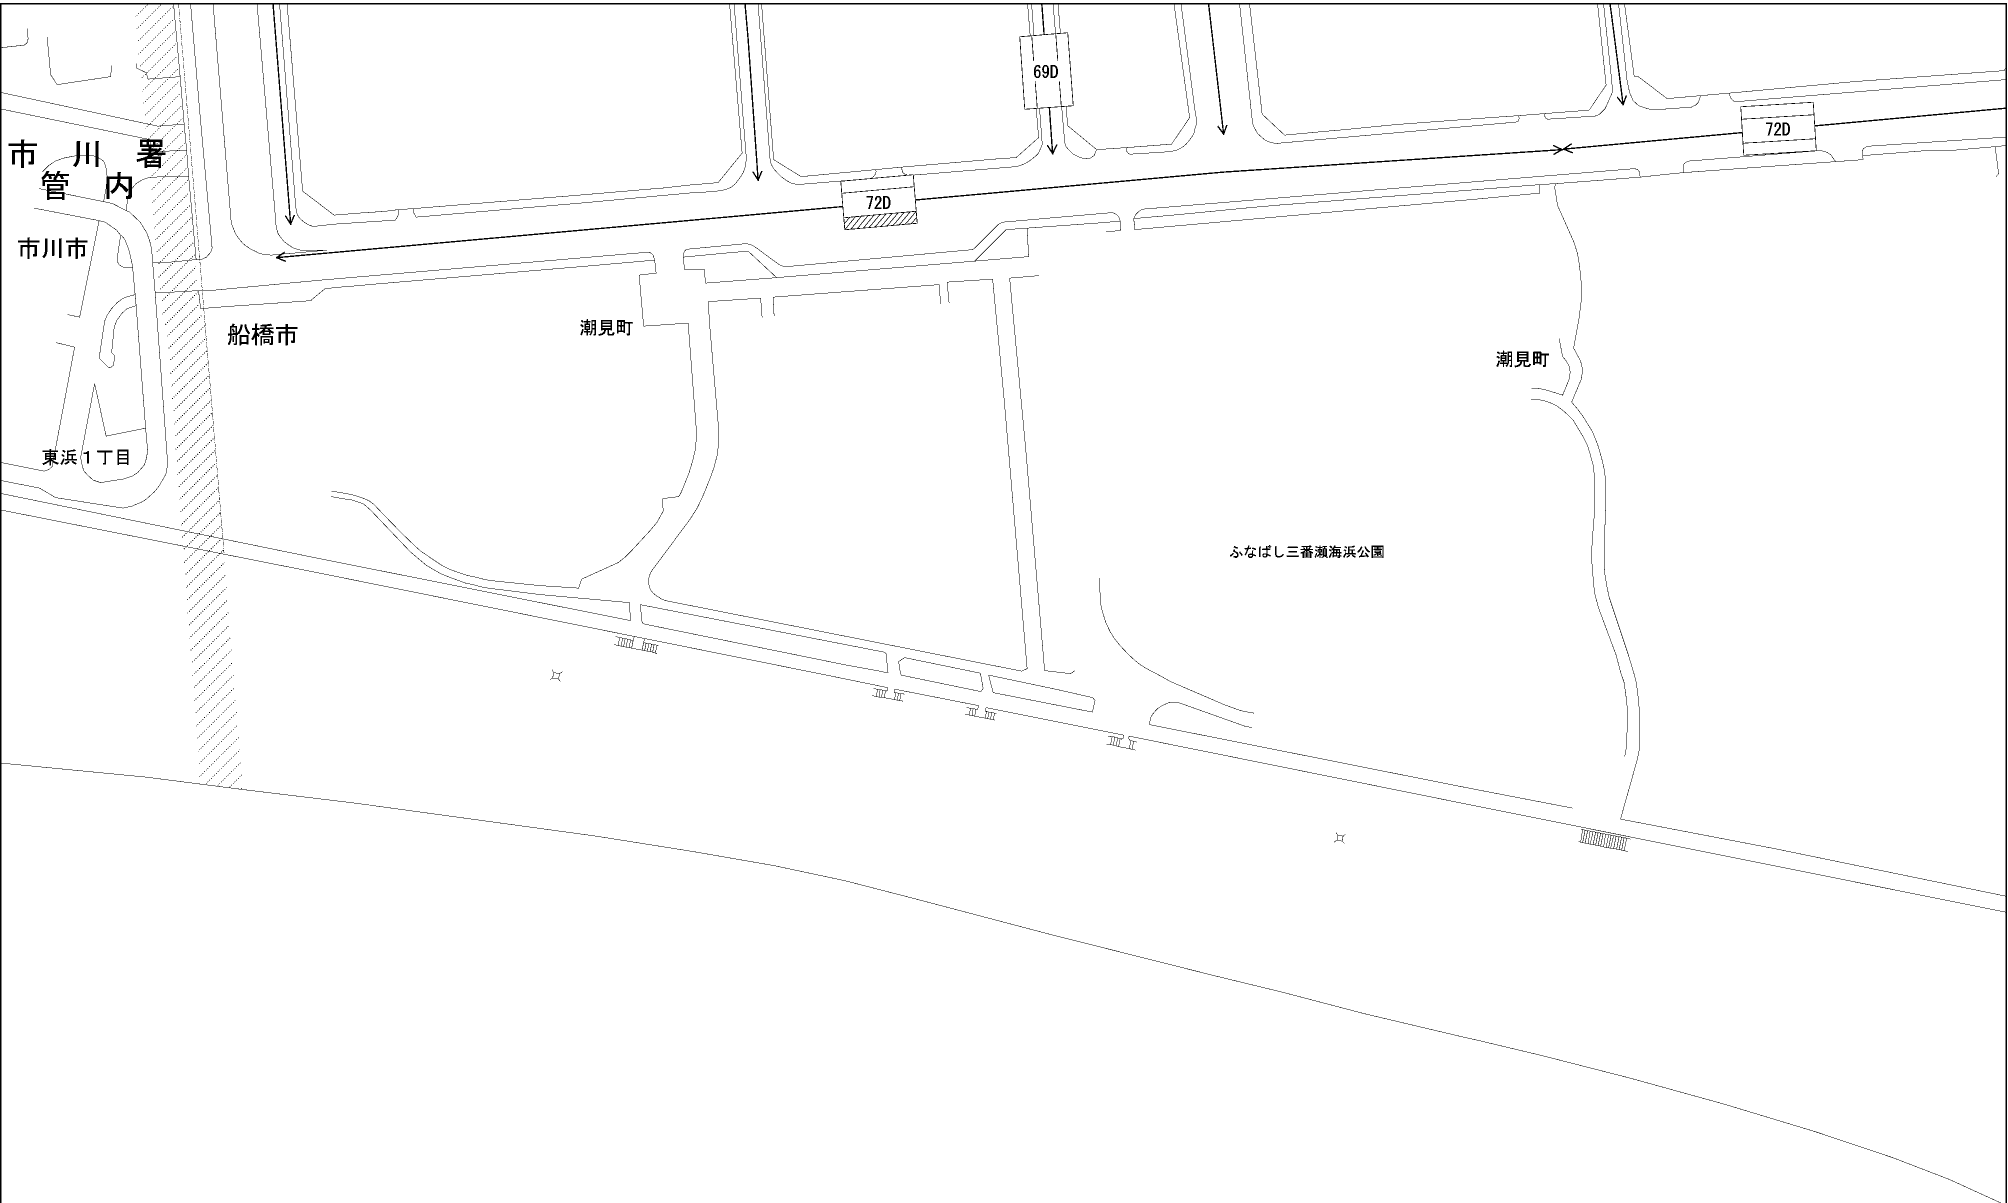 69D
72D
市川署
管内
72D
市川市
船橋市
潮見町
潮見町
東浜1丁目
ふなばし三番瀬海浜公園